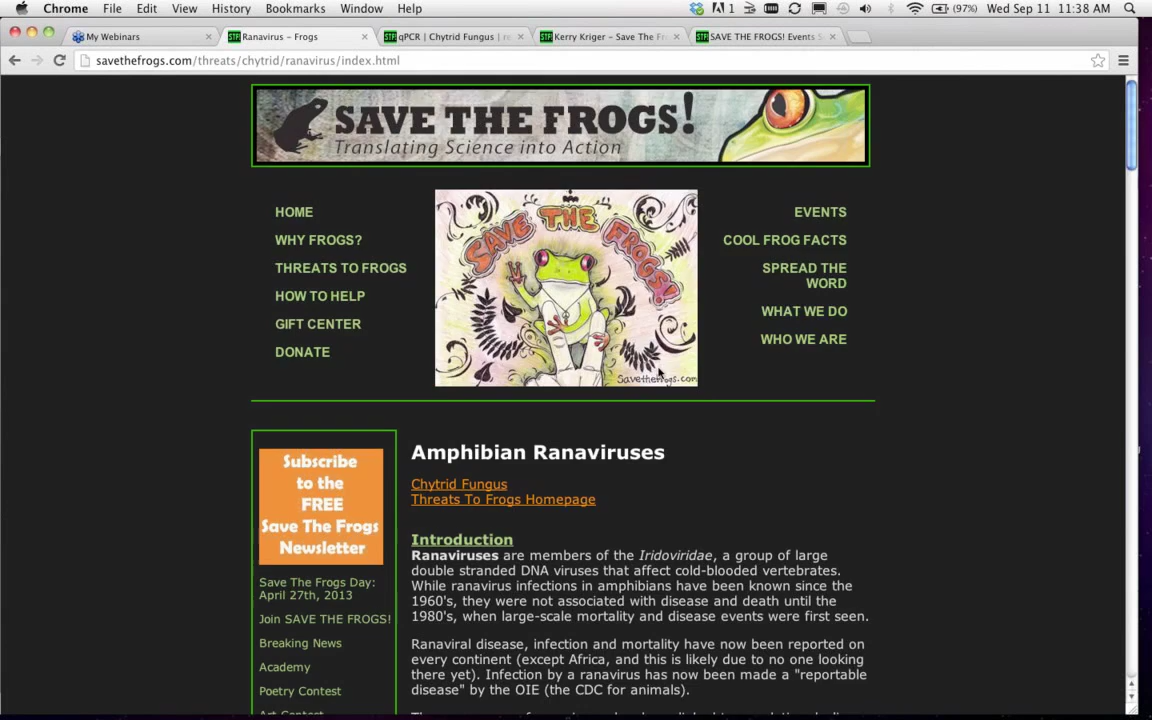 Chrome File Edit View History Bookmarks Window Help 1 (97%) Wed Sep 11 11:38 AM
My Webinars Ranavirus – Frogs qPCR | Chytrid Fungus | Kerry Kriger – Save The Fr SAVE THE FROGS! Events
savethefrogs.com/threats/chytrid/ranavirus/index.html
SAVE THE FROGS!
Translating Science into Action
HOME
WHY FROGS?
THREATS TO FROGS
HOW TO HELP
GIFT CENTER
DONATE
SAVE THE FROGS!
Savethefrogs.com
EVENTS
COOL FROG FACTS
SPREAD THE
WORD
WHAT WE DO
WHO WE ARE
Subscribe
to the
FREE
Save The Frogs
Newsletter
Save The Frogs Day:
April 27th, 2013
Join SAVE THE FROGS!
Breaking News
Academy
Poetry Contest
Art Contest
Amphibian Ranaviruses
Chytrid Fungus
Threats To Frogs Homepage
Introduction
Ranaviruses are members of the Iridoviridae, a group of large
double stranded DNA viruses that affect cold-blooded vertebrates.
While ranavirus infections in amphibians have been known since the
1960's, they were not associated with disease and death until the
1980's, when large-scale mortality and disease events were first seen.
Ranaviral disease, infection and mortality have now been reported on
every continent (except Africa, and this is likely due to no one looking
there yet). Infection by a ranavirus has now been made a "reportable
disease" by the OIE (the CDC for animals).